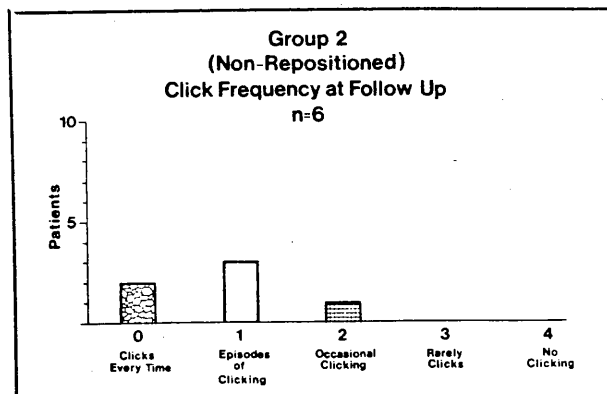 Group 2
(Non-Repositioned)
Click Frequency at Follow Up
n=6
10
5
Patients
0 1 2 3 4
Clicks Every Time
Episodes of Clicking
Occasional Clicking
Rarely Clicks
No Clicking